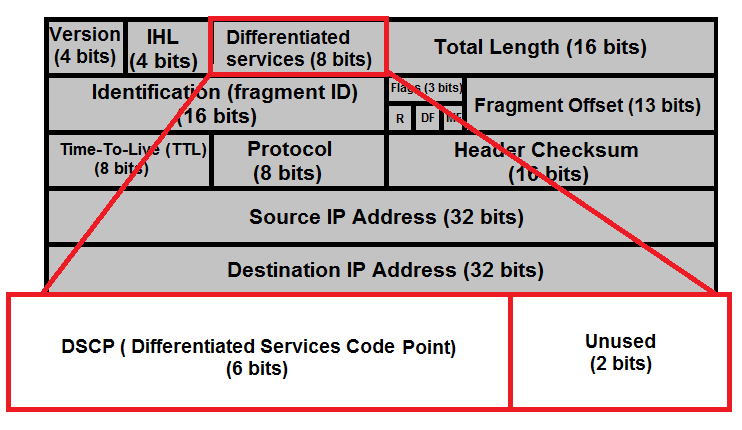 Version
(4 bits)
IHL
(4 bits)
Differentiated
services (8 bits)
Total Length (16 bits)
Identification (fragment ID)
(16 bits)
Flags (3 bits)
R
DF
MF
Fragment Offset (13 bits)
Time-To-Live (TTL)
(8 bits)
Protocol
(8 bits)
Header Checksum
(16 bits)
Source IP Address (32 bits)
Destination IP Address (32 bits)
DSCP ( Differentiated Services Code Point)
(6 bits)
Unused
(2 bits)